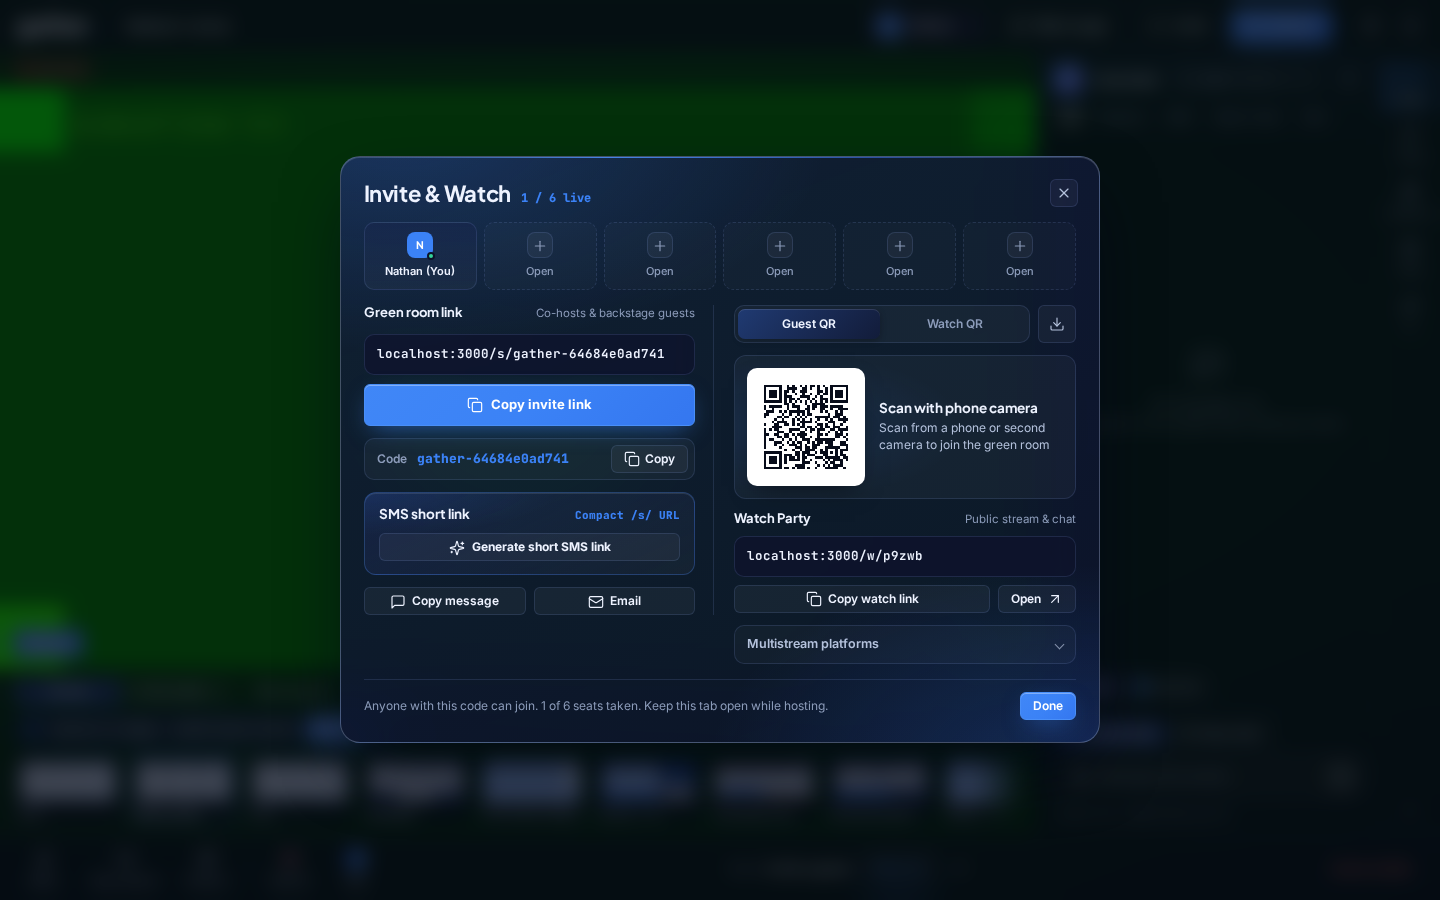 Invite & Watch 1 / 6 live
N
Nathan (You)
Open
Open
Open
Open
Open
Green room link Co-hosts & backstage guests
localhost:3000/s/gather-64684e0ad741
Copy invite link
Code gather-64684e0ad741 Copy
SMS short link Compact /s/ URL
Generate short SMS link
Copy message Email
Guest QR Watch QR
Scan with phone camera
Scan from a phone or second
camera to join the green room
Watch Party Public stream & chat
localhost:3000/w/p9zwb
Copy watch link Open
Multistream platforms
Anyone with this code can join. 1 of 6 seats taken. Keep this tab open while hosting.
Done